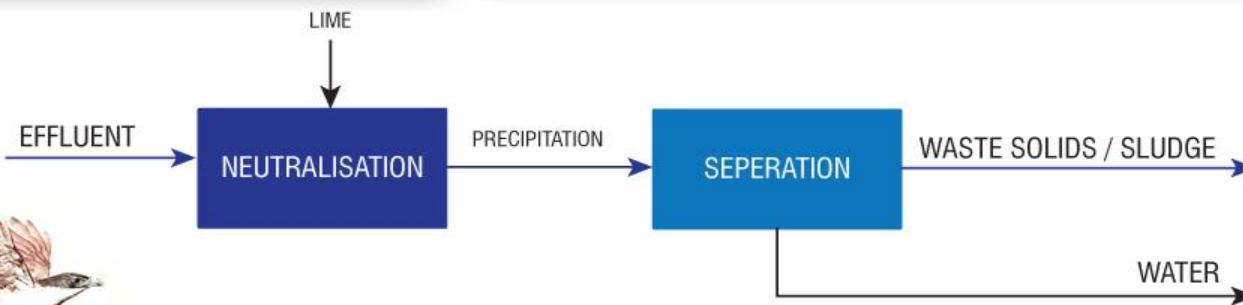 LIME
EFFLUENT
NEUTRALISATION
PRECIPITATION
SEPERATION
WASTE SOLIDS / SLUDGE
WATER